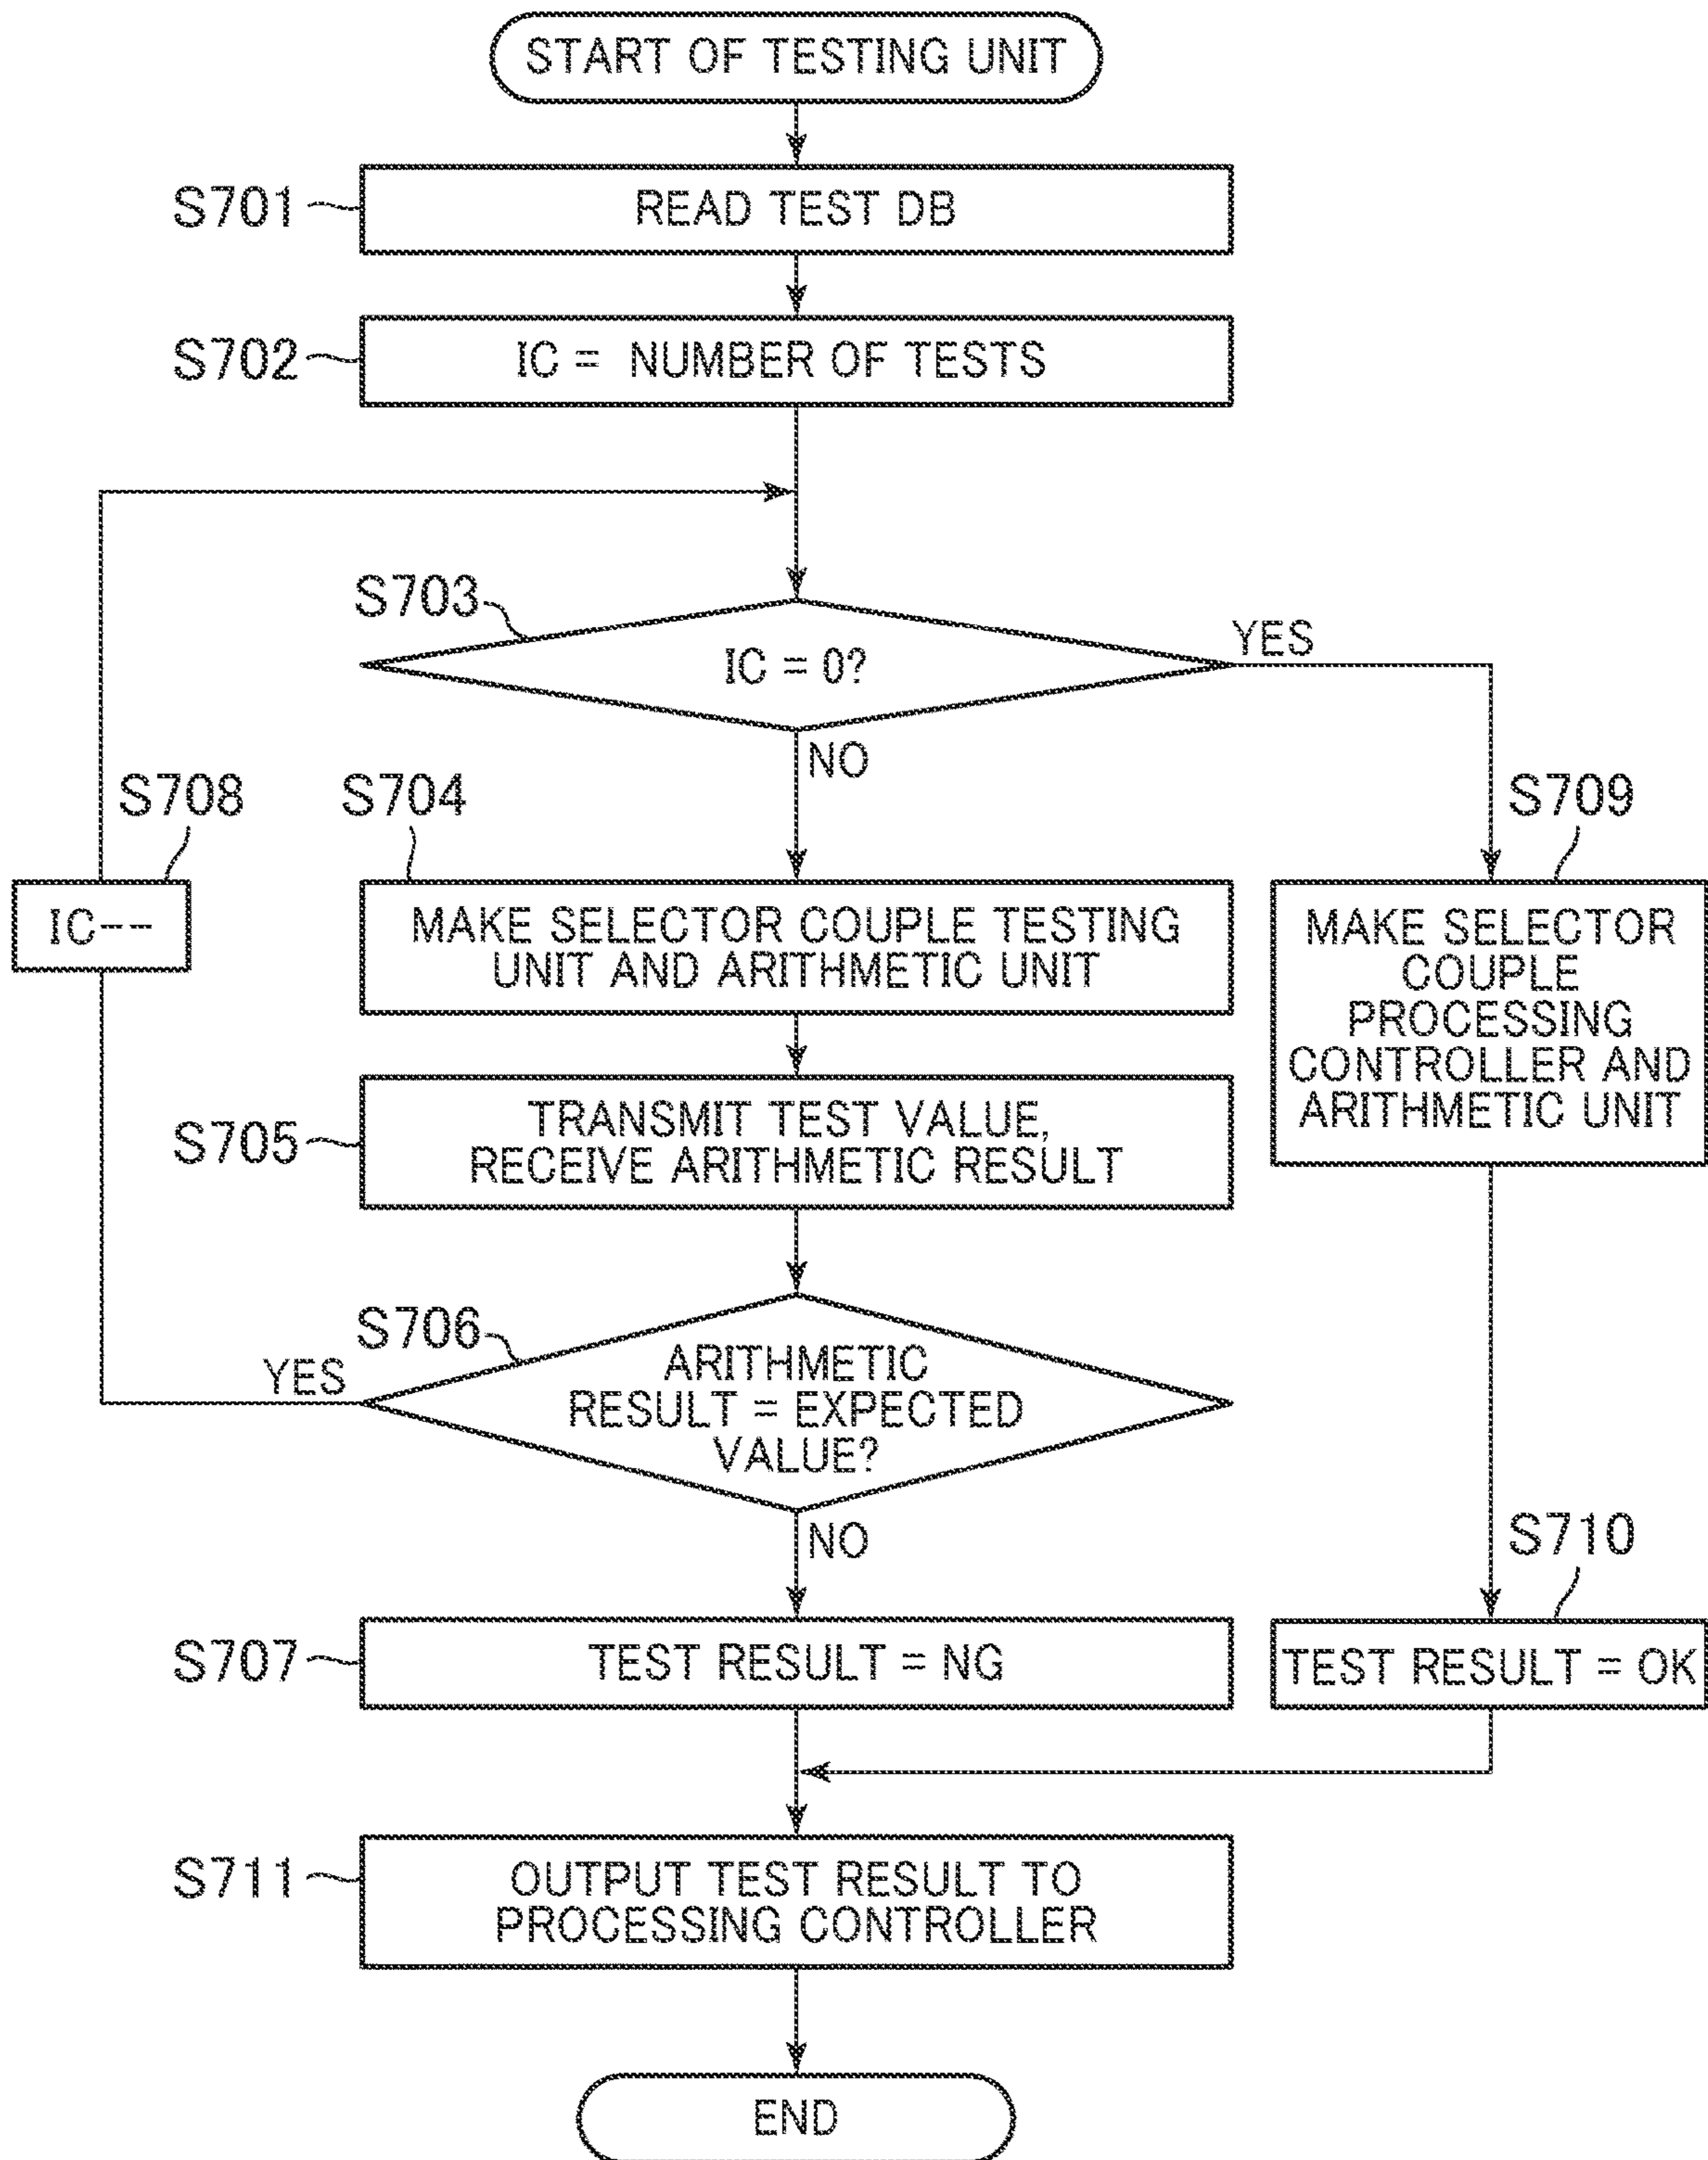 START OF TESTING UNIT
S701
READ TEST DB
S702
IC = NUMBER OF TESTS
S703
IC = 0?
YES
NO
S708
IC--
S704
MAKE SELECTOR COUPLE TESTING
UNIT AND ARITHMETIC UNIT
S709
MAKE SELECTOR
COUPLE
PROCESSING
CONTROLLER AND
ARITHMETIC UNIT
S705
TRANSMIT TEST VALUE,
RECEIVE ARITHMETIC RESULT
S706
YES
ARITHMETIC
RESULT = EXPECTED
VALUE?
NO
S707
TEST RESULT = NG
S710
TEST RESULT = OK
S711
OUTPUT TEST RESULT TO
PROCESSING CONTROLLER
END